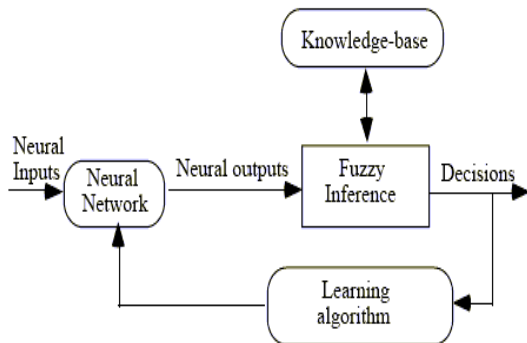 Knowledge-base
Neural
Inputs
Neural
Network
Neural outputs
Fuzzy
Inference
Decisions
Learning
algorithm